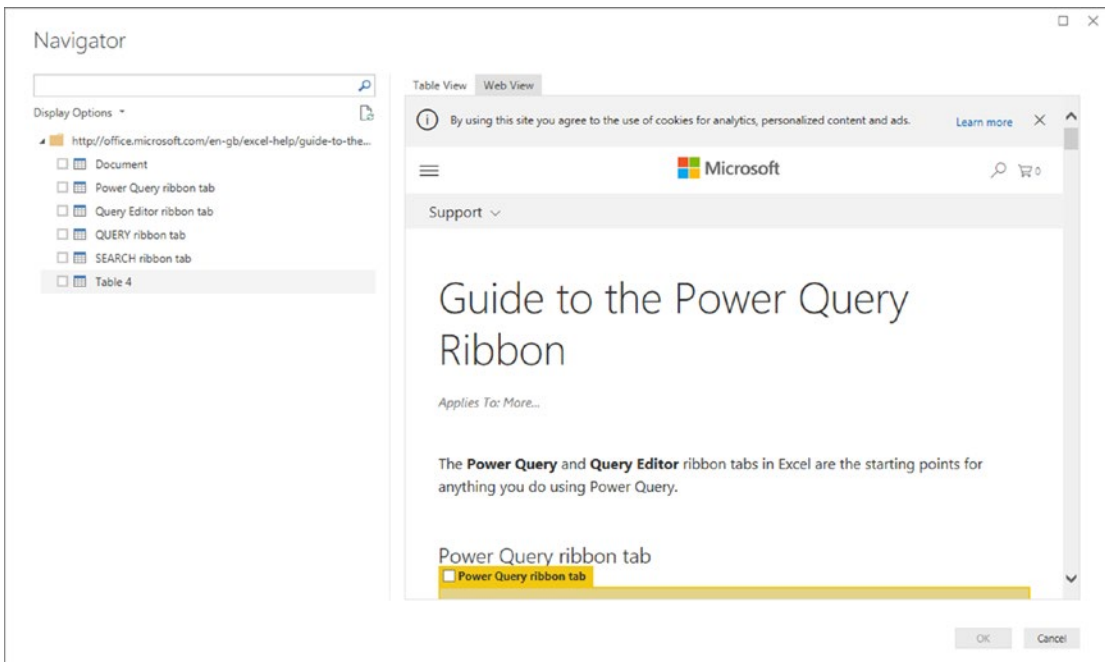 Navigator
Display Options
http://office.microsoft.com/en-gb/excel-help/guide-to-the...
Document
Power Query ribbon tab
Query Editor ribbon tab
QUERY ribbon tab
SEARCH ribbon tab
Table 4
Table View Web View
By using this site you agree to the use of cookies for analytics, personalized content and ads. Learn more
Microsoft
0
Support
Guide to the Power Query
Ribbon
Applies To: More...
The Power Query and Query Editor ribbon tabs in Excel are the starting points for
anything you do using Power Query.
Power Query ribbon tab
Power Query ribbon tab
OK Cancel